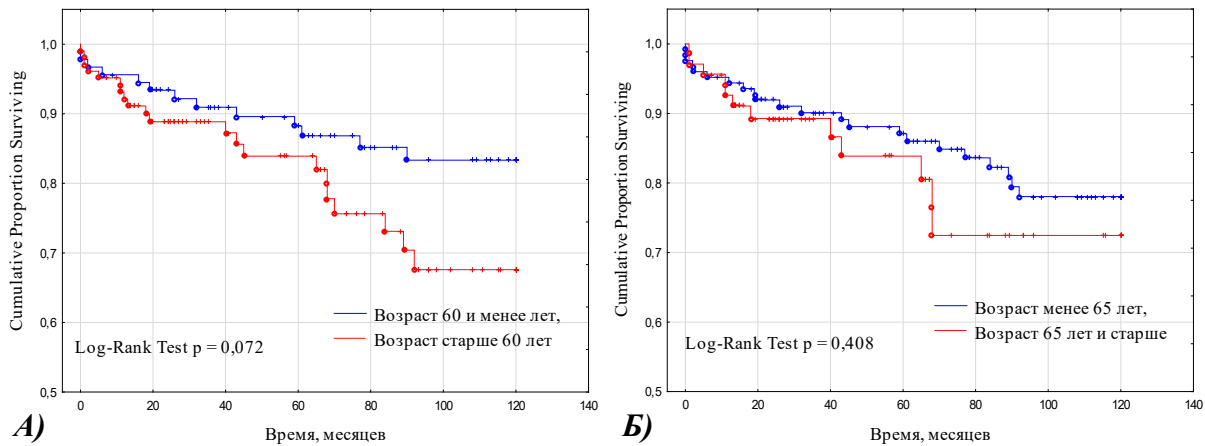 Cumulative Proportion Surviving
1,0
0,9
0,8
0,7
0,6
0,5
Возраст 60 и менее лет,
Возраст старше 60 лет
Log-Rank Test p = 0,072
0 20 40 60 80 100 120 140
Время, месяцев
А)
Cumulative Proportion Surviving
1,0
0,9
0,8
0,7
0,6
0,5
Возраст менее 65 лет,
Возраст 65 лет и старше
Log-Rank Test p = 0,408
0 20 40 60 80 100 120 140
Время, месяцев
Б)